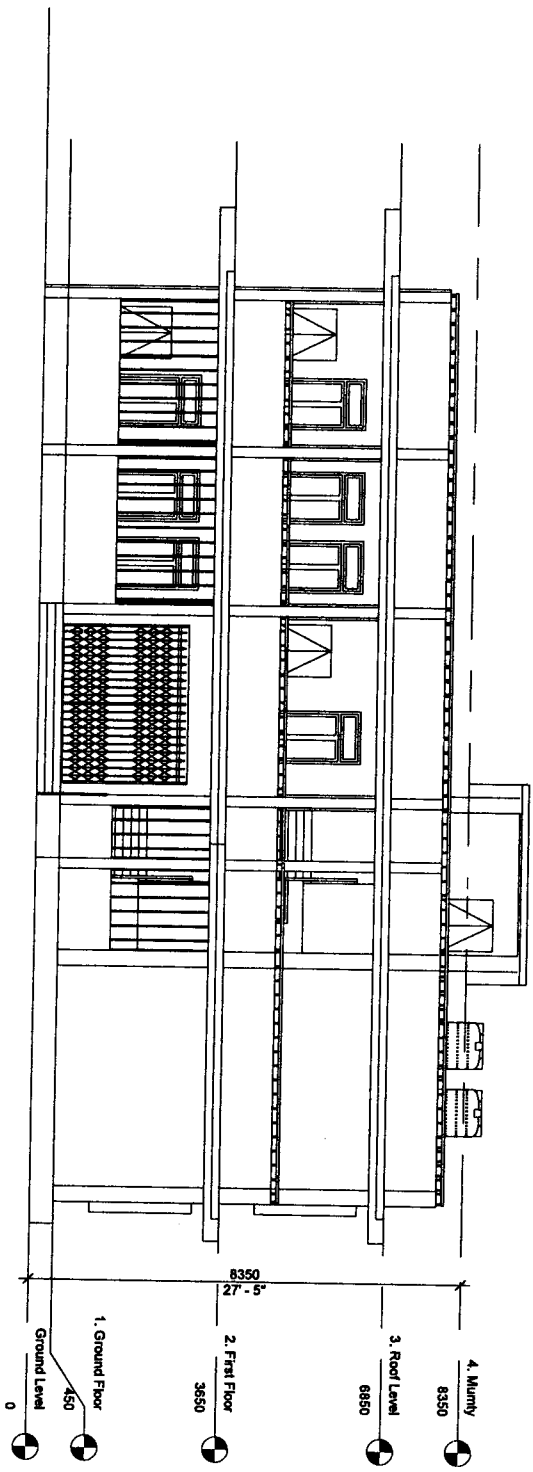 4. Mumty
8350
3. Roof Level
6850
2. First Floor
3650
1. Ground Floor
450
Ground Level
0
8350
27' - 5"